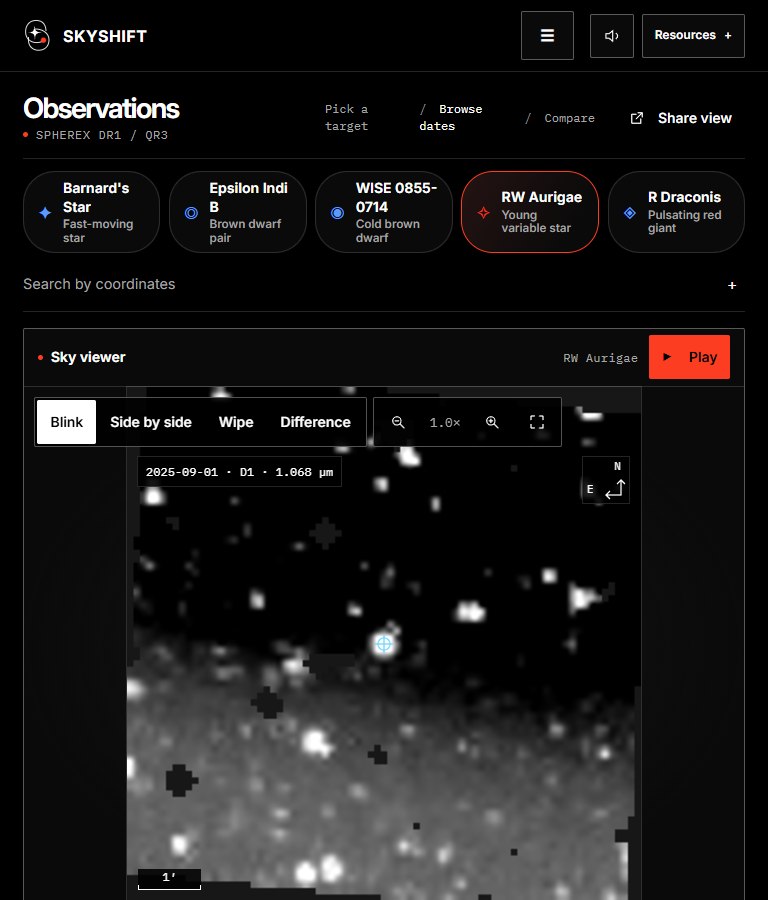 SKYSHIFT
Resources +
Observations
SPHEREX DR1 / QR3
Pick a
target
/ Browse
dates
/ Compare
Share view
Barnard's
Star
Fast-moving
star
Epsilon Indi
B
Brown dwarf
pair
WISE 0855-
0714
Cold brown
dwarf
RW Aurigae
Young
variable star
R Draconis
Pulsating red
giant
Search by coordinates +
Sky viewer
RW Aurigae
Play
Blink
Side by side
Wipe
Difference
1.0×
2025-09-01 · D1 · 1.068 µm
N
E
1′